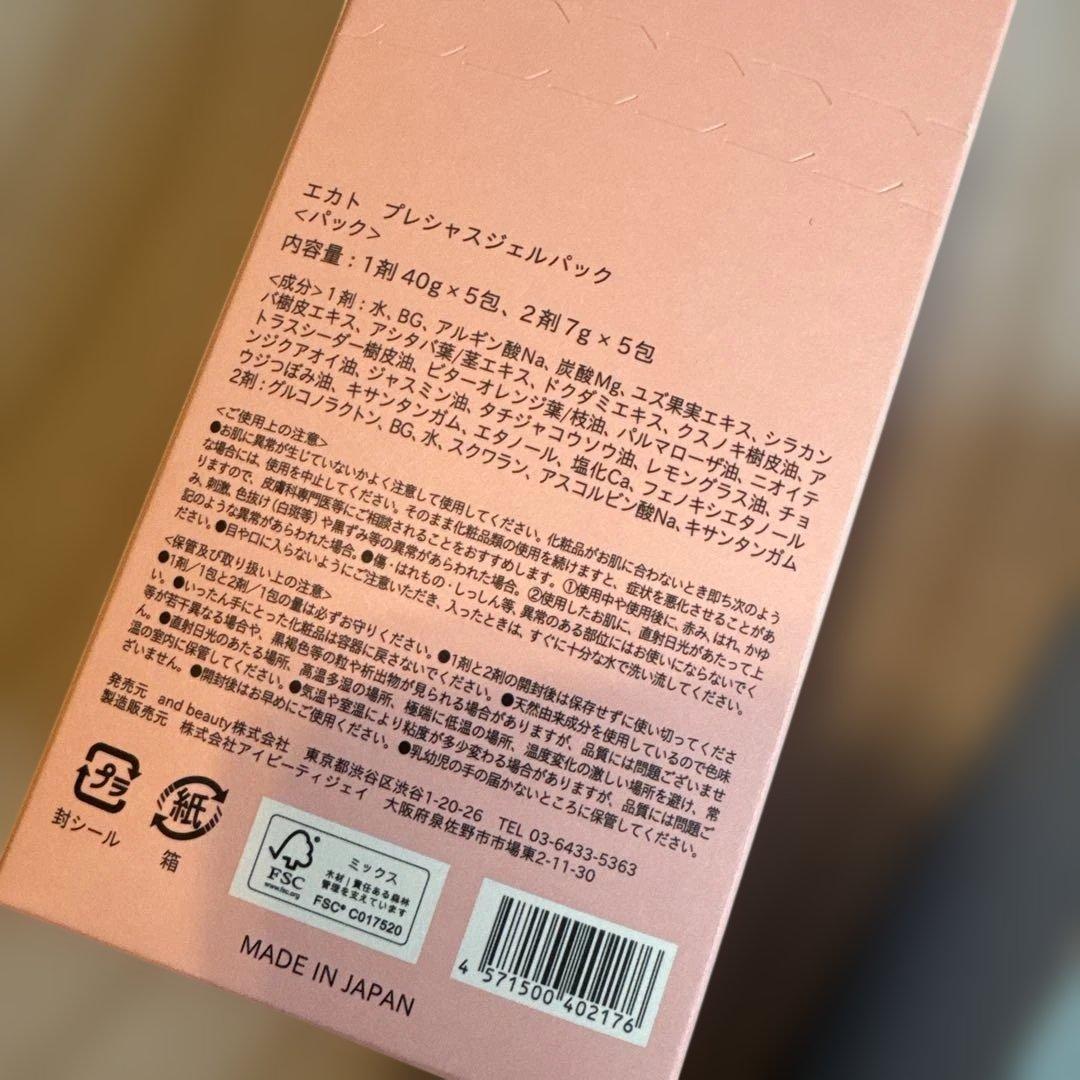 エカト プレシャスジェルパック
<パック>
内容量：1剤 40g×5包、2剤 7g×5包
<成分>1剤：水、BG、アルギン酸Na、炭酸Mg、ユズ果実エキス、シラカン
バ樹皮エキス、アシタバ葉/茎エキス、ドクダミエキス、クスノキ樹皮油、ア
トラスシーダー樹皮油、ビターオレンジ葉/枝油、パルマローザ油、ニオイテ
ンジクアオイ油、ジャスミン油、タチジャコウソウ油、レモングラス油、チョ
ウジつぼみ油、キサンタンガム、エタノール、塩化Ca、フェノキシエタノール
2剤：グルコノラクトン、BG、水、スクワラン、アスコルビン酸Na、キサンタンガム
<ご使用上の注意>
●お肌に異常が生じていないかよく注意して使用してください。化粧品がお肌に合わないとき即ち次のよう
な場合には、使用を中止してください。そのまま化粧品類の使用を続けますと、症状を悪化させることがあ
りますので、皮膚科専門医等にご相談されることをおすすめします。①使用中や使用後に、赤み、はれ、かゆ
み、刺激、色抜け(白斑等)や黒ずみ等の異常があらわれた場合。②使用したお肌に、直射日光があたって上
記のような異常があらわれた場合。●傷・はれもの・しっしん等、異常のある部位にはお使いにならないでくださ
い。●目や口に入らないようにご注意いただき、入ったときは、すぐに十分な水で洗い流してください。
<保管及び取り扱い上の注意>
●1剤/1包と2剤/1包の量は必ずお守りください。●1剤と2剤の開封後は保存せずに使い切ってくださ
い。●いったん手にとった化粧品は容器に戻さないでください。●天然由来成分を使用しているので色味
等が若干異なる場合や、黒褐色等の粒や析出物が見られる場合がありますが、品質には問題ございませ
ん。●直射日光のあたる場所、高温多湿の場所、極端に低温の場所、温度変化の激しい場所を避け、常
温の室内に保管してください。●気温や室温により粘度が多少変わる場合がありますが、品質には問題ご
ざいません。●開封後はお早めにご使用ください。●乳幼児の手の届かないところに保管してください。
発売元 and beauty株式会社 東京都渋谷区渋谷1-20-26 TEL 03-6433-5363
製造販売元 株式会社アイビーティジェイ 大阪府泉佐野市市場東2-11-30
プラ
封シール
紙
箱
FSC
www.fsc.org
ミックス
木材｜責任ある森林
管理を支えています
FSC® C017520
4 571500 402176
MADE IN JAPAN